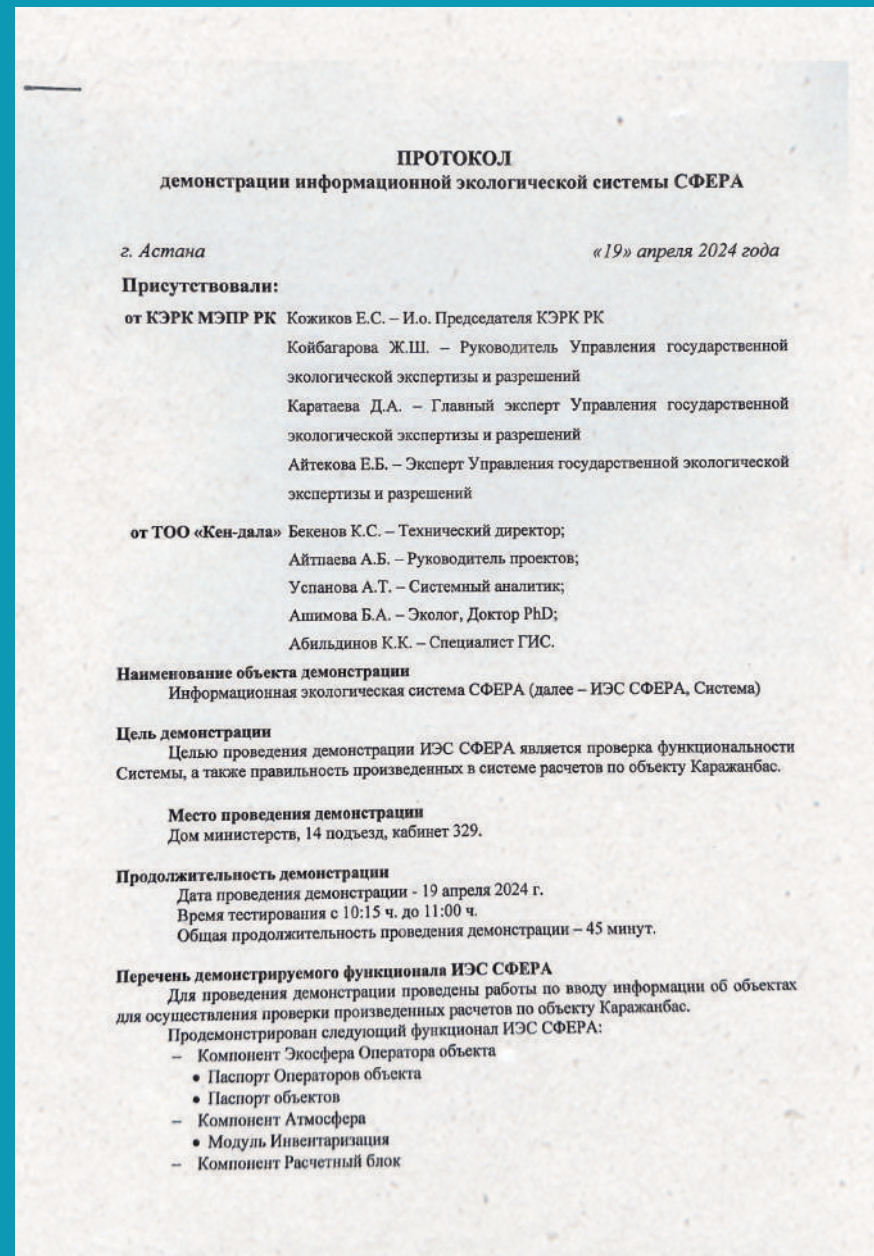 ПРОТОКОЛ
демонстрации информационной экологической системы СФЕРА
г. Астана «19» апреля 2024 года
Присутствовали:
от КЭРК МЭПР РК Кожиков Е.С. – И.о. Председателя КЭРК РК
Койбагарова Ж.Ш. – Руководитель Управления государственной
экологической экспертизы и разрешений
Каратаева Д.А. – Главный эксперт Управления государственной
экологической экспертизы и разрешений
Айтекова Е.Б. – Эксперт Управления государственной экологической
экспертизы и разрешений
от ТОО «Кен-дала» Бекенов К.С. – Технический директор;
Айтпаева А.Б. – Руководитель проектов;
Успанова А.Т. – Системный аналитик;
Ашимова Б.А. – Эколог, Доктор PhD;
Абильдинов К.К. – Специалист ГИС.
Наименование объекта демонстрации
Информационная экологическая система СФЕРА (далее – ИЭС СФЕРА, Система)
Цель демонстрации
Целью проведения демонстрации ИЭС СФЕРА является проверка функциональности
Системы, а также правильность произведенных в системе расчетов по объекту Каражанбас.
Место проведения демонстрации
Дом министерств, 14 подъезд, кабинет 329.
Продолжительность демонстрации
Дата проведения демонстрации - 19 апреля 2024 г.
Время тестирования с 10:15 ч. до 11:00 ч.
Общая продолжительность проведения демонстрации – 45 минут.
Перечень демонстрируемого функционала ИЭС СФЕРА
Для проведения демонстрации проведены работы по вводу информации об объектах
для осуществления проверки произведенных расчетов по объекту Каражанбас.
Продемонстрирован следующий функционал ИЭС СФЕРА:
– Компонент Экосфера Оператора объекта
• Паспорт Операторов объекта
• Паспорт объектов
– Компонент Атмосфера
• Модуль Инвентаризация
– Компонент Расчетный блок